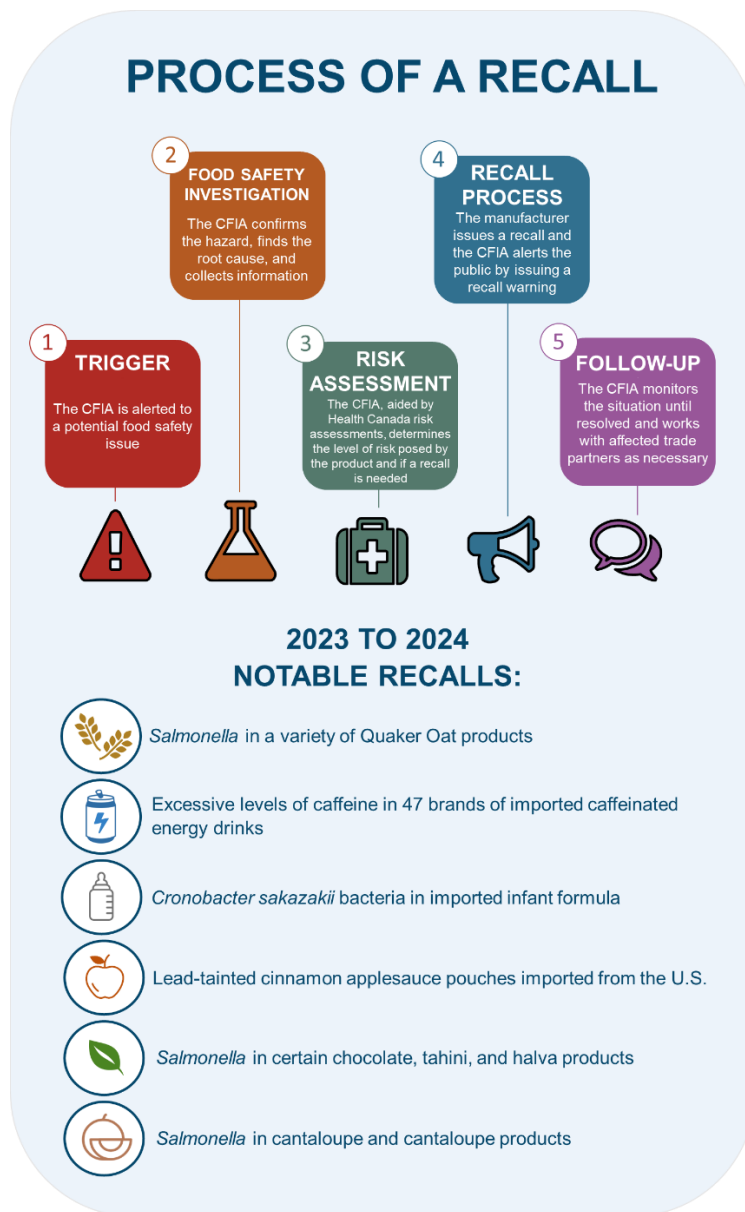 PROCESS OF A RECALL
1
TRIGGER
The CFIA is alerted to
a potential food safety
issue
2
FOOD SAFETY
INVESTIGATION
The CFIA confirms
the hazard, finds the
root cause, and
collects information
3
RISK
ASSESSMENT
The CFIA, aided by
Health Canada risk
assessments, determines
the level of risk posed by
the product and if a recall
is needed
4
RECALL
PROCESS
The manufacturer
issues a recall and
the CFIA alerts the
public by issuing a
recall warning
5
FOLLOW-UP
The CFIA monitors
the situation until
resolved and works
with affected trade
partners as necessary
2023 TO 2024
NOTABLE RECALLS:
Salmonella in a variety of Quaker Oat products
Excessive levels of caffeine in 47 brands of imported caffeinated
energy drinks
Cronobacter sakazakii bacteria in imported infant formula
Lead-tainted cinnamon applesauce pouches imported from the U.S.
Salmonella in certain chocolate, tahini, and halva products
Salmonella in cantaloupe and cantaloupe products